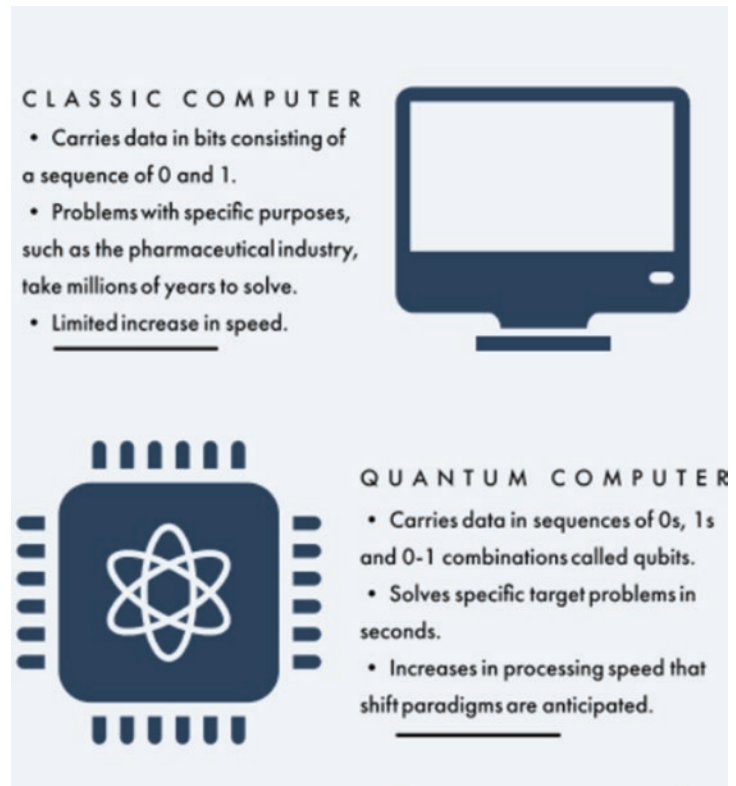 CLASSIC COMPUTER
• Carries data in bits consisting of
a sequence of 0 and 1.
• Problems with specific purposes,
such as the pharmaceutical industry,
take millions of years to solve.
• Limited increase in speed.
QUANTUM COMPUTER
• Carries data in sequences of 0s, 1s
and 0-1 combinations called qubits.
• Solves specific target problems in
seconds.
• Increases in processing speed that
shift paradigms are anticipated.